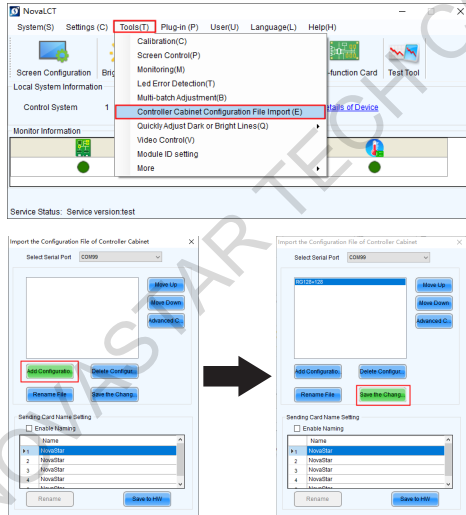 NovaLCT
System(S) Settings (C) Tools(T) Plug-in (P) User(U) Language(L) Help(H)
Calibration(C)
Screen Control(P)
Monitoring(M)
Led Error Detection(T)
Multi-batch Adjustment(B)
Controller Cabinet Configuration File Import (E)
Quickly Adjust Dark or Bright Lines(Q)
Video Control(V)
Module ID setting
More
Screen Configuration Brig -function Card Test Tool
Local System Information
Control System 1 etails of Device
Monitor Information
Service Status: Service version:test
Import the Configuration File of Controller Cabinet
Select Serial Port COM99
Move Up
Move Down
Advanced C...
Add Configuratio.. Delete Configur...
Rename File Save the Chang...
Sending Card Name Setting
Enable Naming
Name
1 NovaStar
2 NovaStar
3 NovaStar
4 NovaStar
Rename Save to HW
Import the Configuration File of Controller Cabinet
Select Serial Port COM99
Move Up
Move Down
Advanced C...
Add Configuratio.. Delete Configur...
Rename File Save the Chang...
Sending Card Name Setting
Enable Naming
Name
1 NovaStar
2 NovaStar
3 NovaStar
4 NovaStar
Rename Save to HW
NOVASTAR TECH